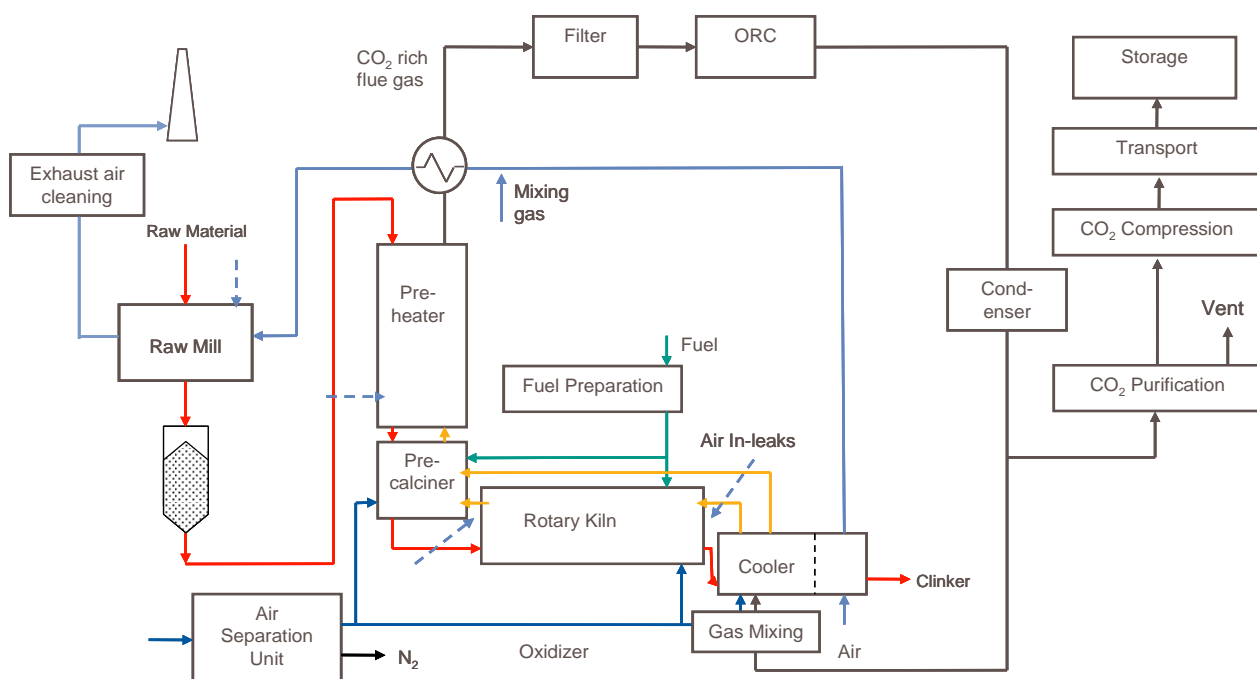 Filter
ORC
CO₂ rich
flue gas
Storage
Transport
Exhaust air
cleaning
Mixing
gas
Raw Material
CO₂ Compression
Pre-
heater
Cond-
enser
Vent
Raw Mill
Fuel
Fuel Preparation
CO₂ Purification
Air In-leaks
Pre-
calciner
Rotary Kiln
Cooler
Clinker
Air
Separation
Unit
Gas Mixing
Oxidizer
Air
N₂